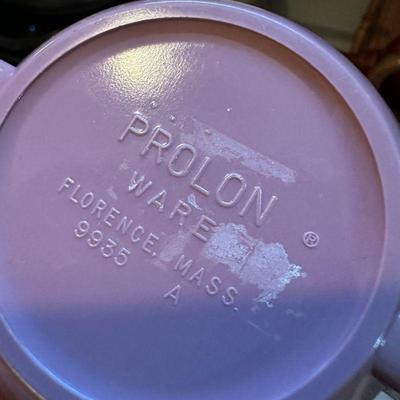 PROLON
WARE ®
FLORENCE, MASS.
9935
A